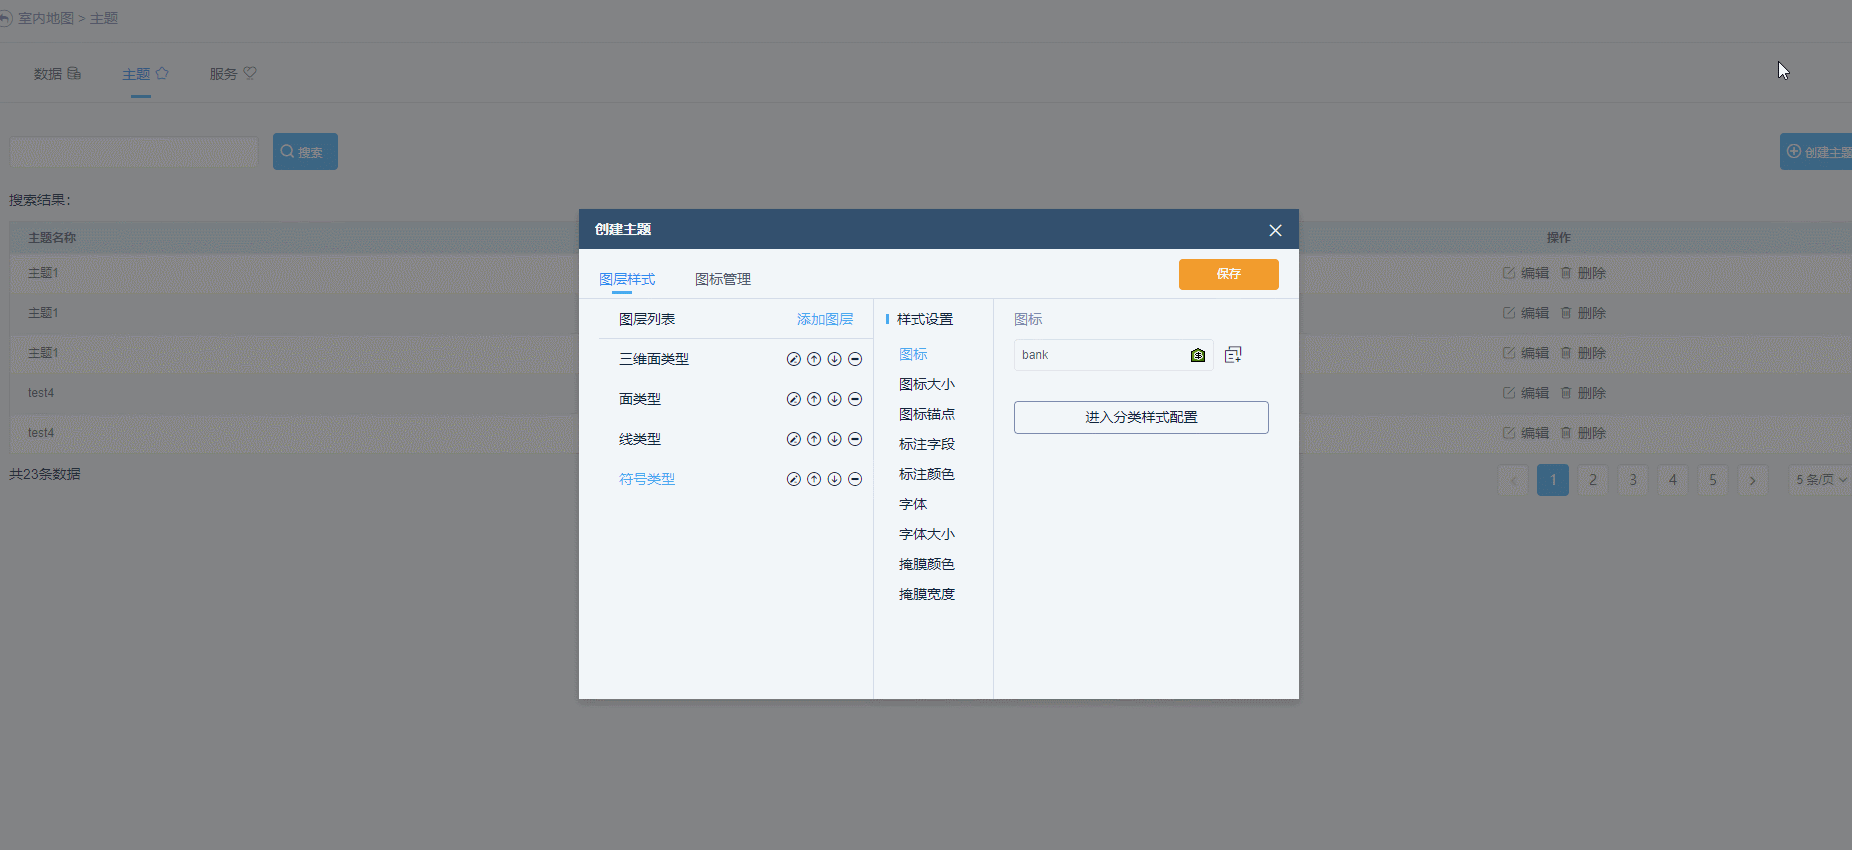 室内地图 > 主题
数据 主题 服务
搜索 创建主题
搜索结果：
主题名称 操作
主题1 编辑 删除
主题1 编辑 删除
主题1 编辑 删除
test4 编辑 删除
test4 编辑 删除
共23条数据 1 2 3 4 5 5 条/页
创建主题
图层样式 图标管理 保存
图层列表 添加图层
三维面类型
面类型
线类型
符号类型
样式设置
图标
图标大小
图标锚点
标注字段
标注颜色
字体
字体大小
掩膜颜色
掩膜宽度
图标
bank
进入分类样式配置